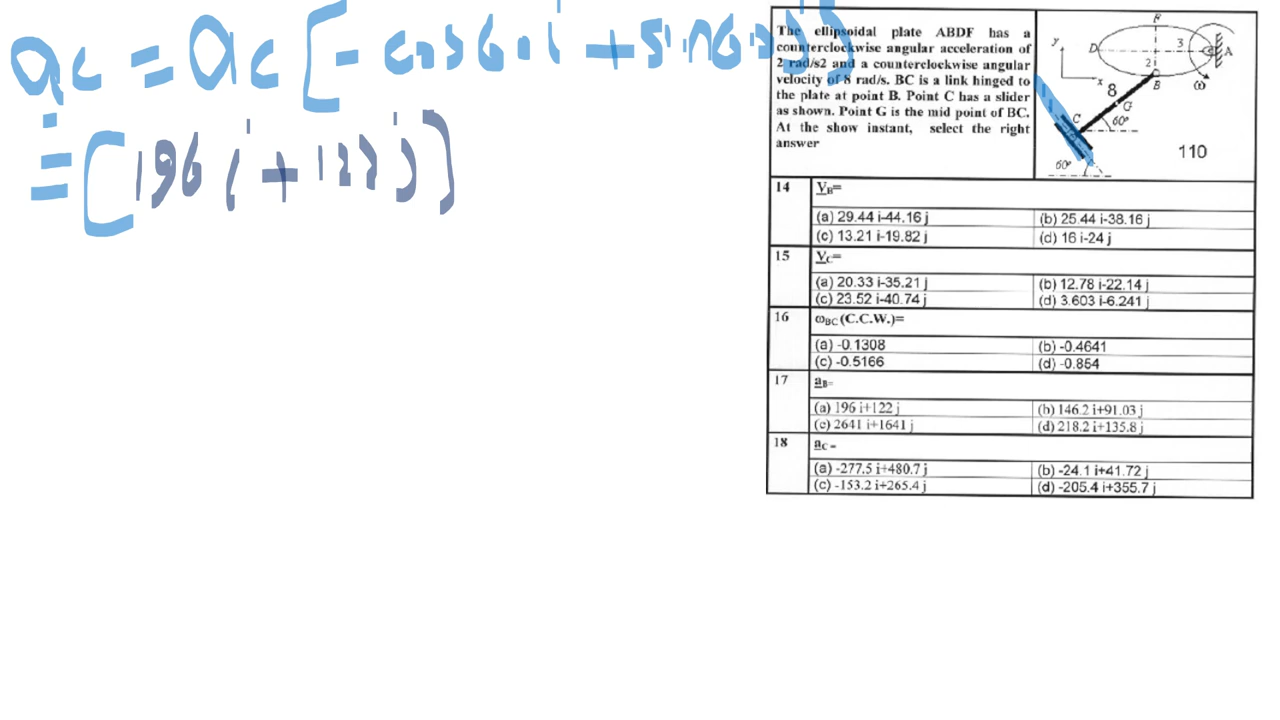 ac = ac [- cos60 i + sin60 j]
= [196 i + 122 j]
The ellipsoidal plate ABDF has a
counterclockwise angular acceleration of
2 rad/s2 and a counterclockwise angular
velocity of 8 rad/s. BC is a link hinged to
the plate at point B. Point C has a slider
as shown. Point G is the mid point of BC.
At the show instant, select the right
answer
F
y
D
3
A
2
x
8
B
ω
G
C
60°
110
60°
14 V_B=
(a) 29.44 i-44.16 j (b) 25.44 i-38.16 j
(c) 13.21 i-19.82 j (d) 16 i-24 j
15 V_C=
(a) 20.33 i-35.21 j (b) 12.78 i-22.14 j
(c) 23.52 i-40.74 j (d) 3.603 i-6.241 j
16 ω_BC (C.C.W.)=
(a) -0.1308 (b) -0.4641
(c) -0.5166 (d) -0.854
17 a_B=
(a) 196 i+122 j (b) 146.2 i+91.03 j
(c) 2641 i+1641 j (d) 218.2 i+135.8 j
18 a_C=
(a) -277.5 i+480.7 j (b) -24.1 i+41.72 j
(c) -153.2 i+265.4 j (d) -205.4 i+355.7 j